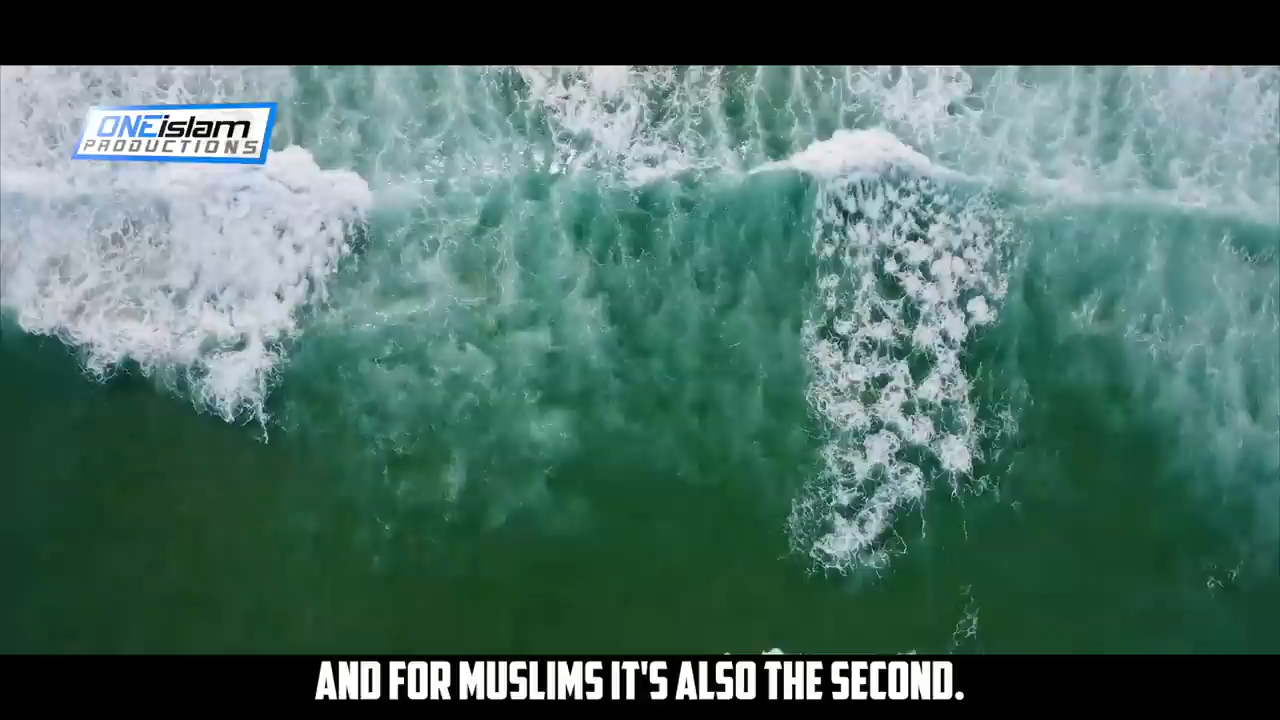 ONEislam
PRODUCTIONS
AND FOR MUSLIMS IT'S ALSO THE SECOND.